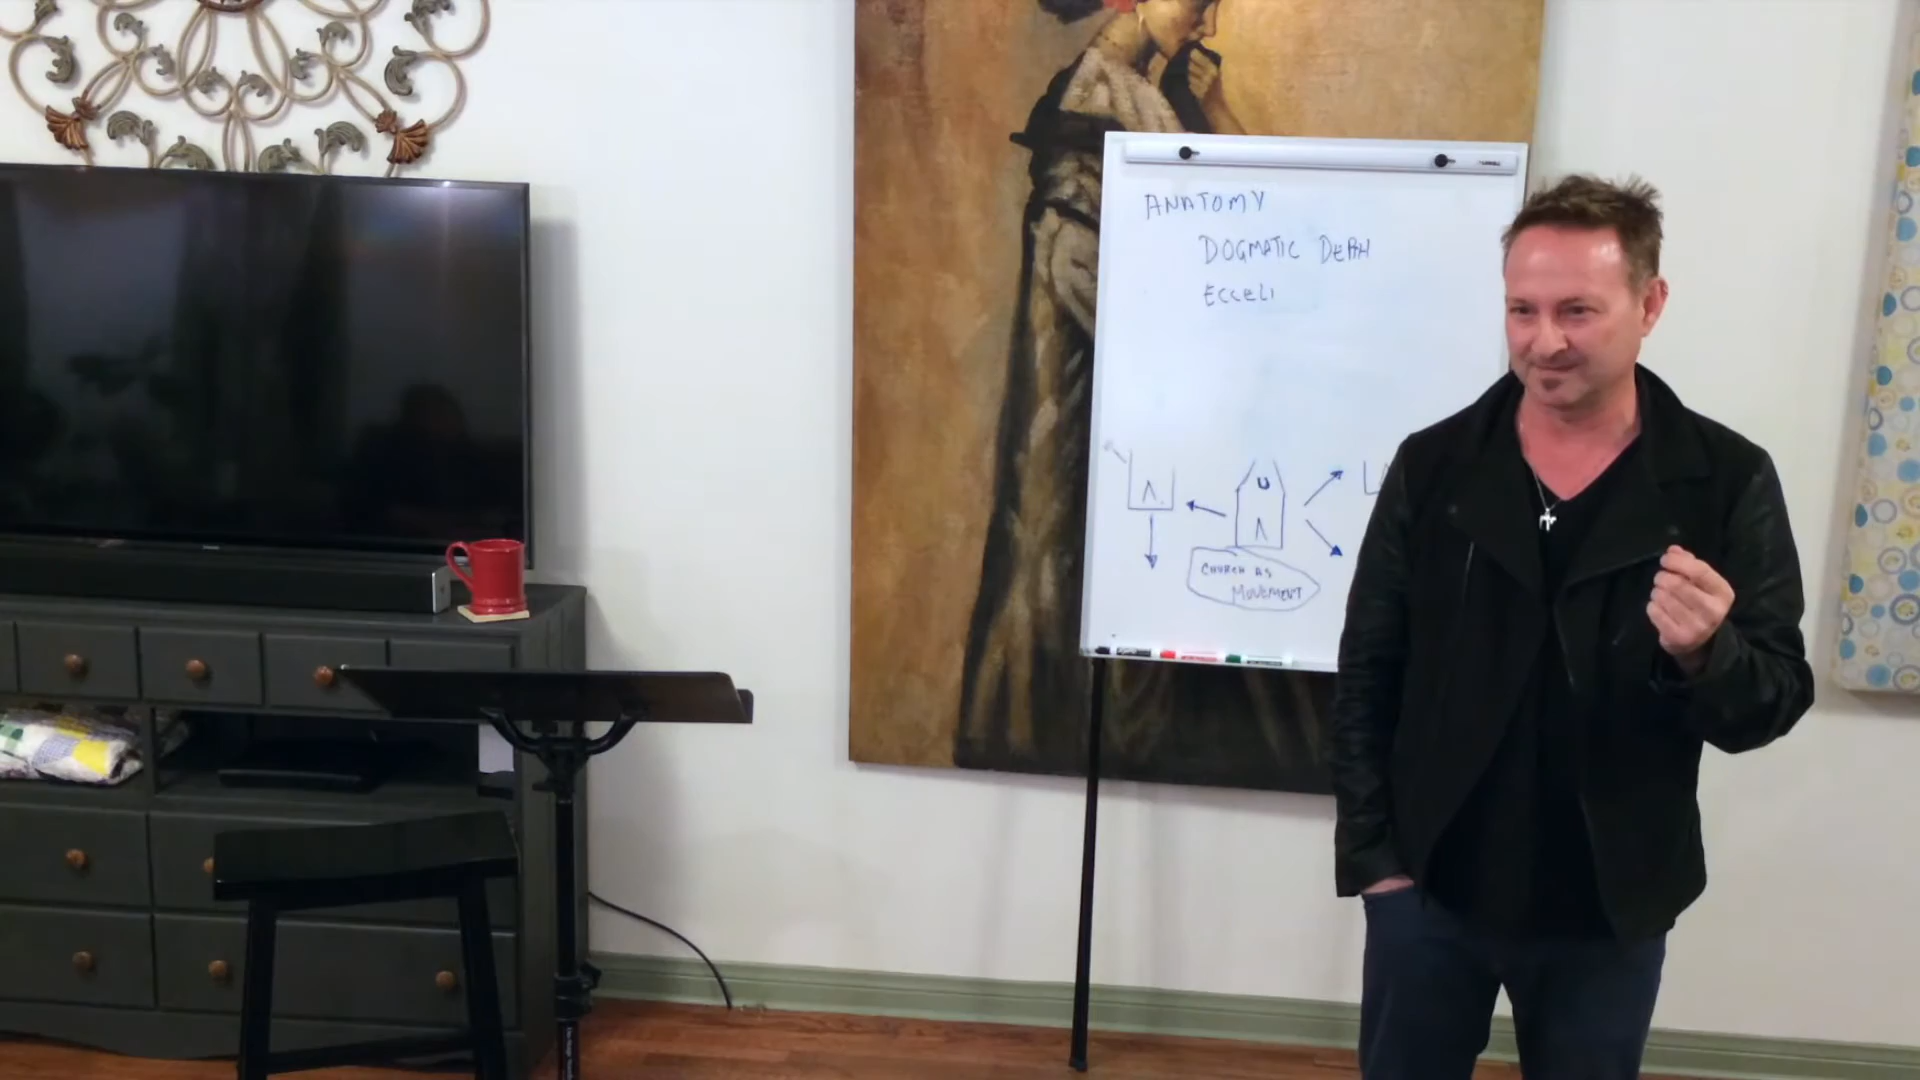 ANATOMY
DOGMATIC DEPTH
ECCELI
CHURCH AS
MOVEMENT